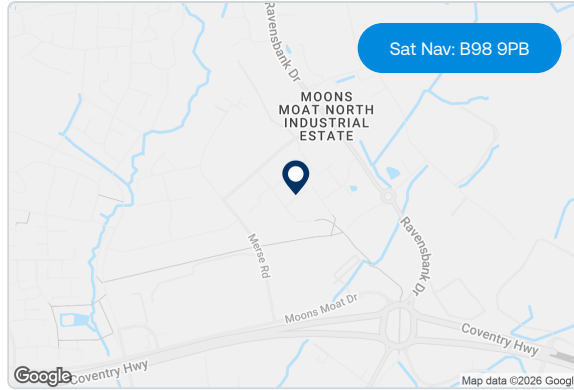 Ravensbank Dr
Sat Nav: B98 9PB
MOONS
MOAT NORTH
INDUSTRIAL
ESTATE
Ravensbank Dr
Merse Rd
Moons Moat Dr
Coventry Hwy
Coventry Hwy
Google
Map data ©2026 Googl